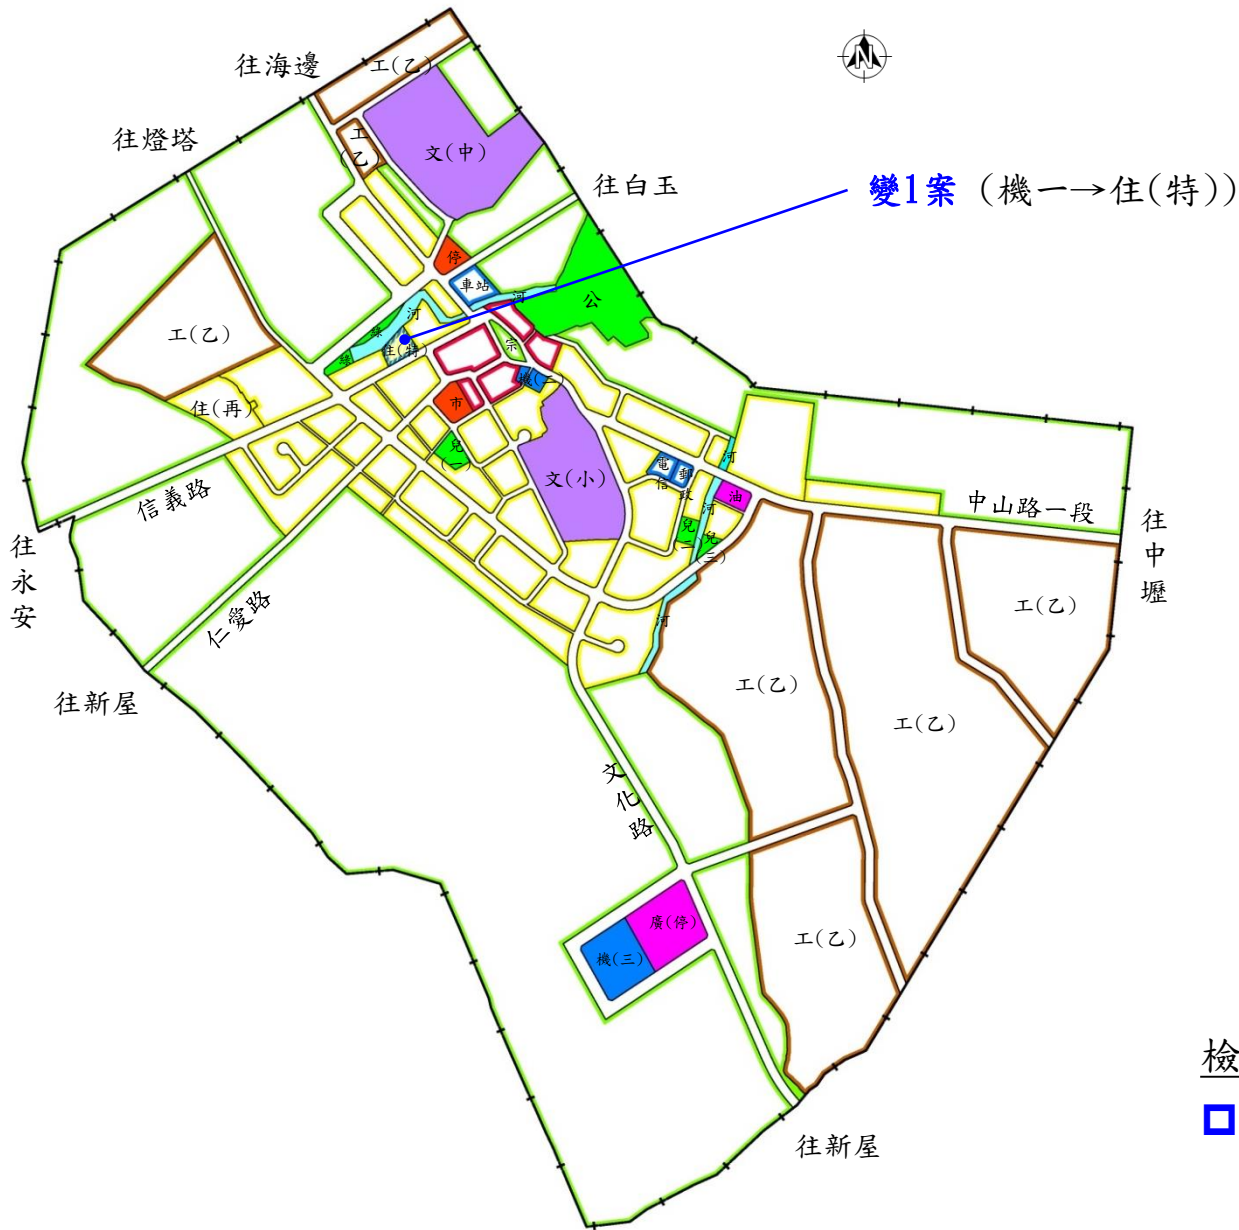 N
往海邊
工(乙)
往燈塔
工(乙)
文(中)
往白玉
變1案 (機一→住(特))
停
車站
河
公
河
綠
綠
住(特)
宗
工(乙)
機(二)
住(再)
市
兒(一)
文(小)
電信
郵政
河
油
河
兒(二)
兒(三)
中山路一段
信義路
往永安
往中壢
仁愛路
河
工(乙)
工(乙)
工(乙)
往新屋
文化路
廣(停)
機(三)
工(乙)
檢
往新屋